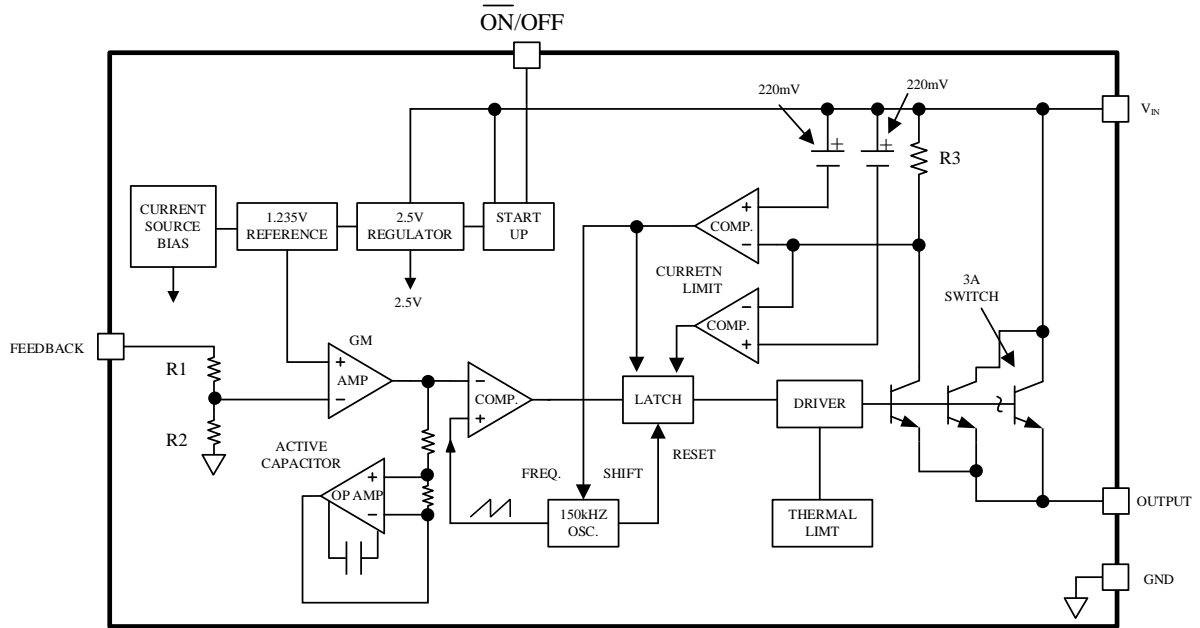 ON/OFF
220mV
220mV
VIN
R3
CURRENT
SOURCE
BIAS
1.235V
REFERENCE
2.5V
REGULATOR
START
UP
+
COMP.
−
2.5V
CURRETN
LIMIT
−
COMP.
+
3A
SWITCH
FEEDBACK
R1
R2
GM
+
AMP
−
−
COMP.
+
LATCH
DRIVER
RESET
ACTIVE
CAPACITOR
+
OP AMP
−
FREQ. SHIFT
150kHZ
OSC.
THERMAL
LIMT
OUTPUT
GND